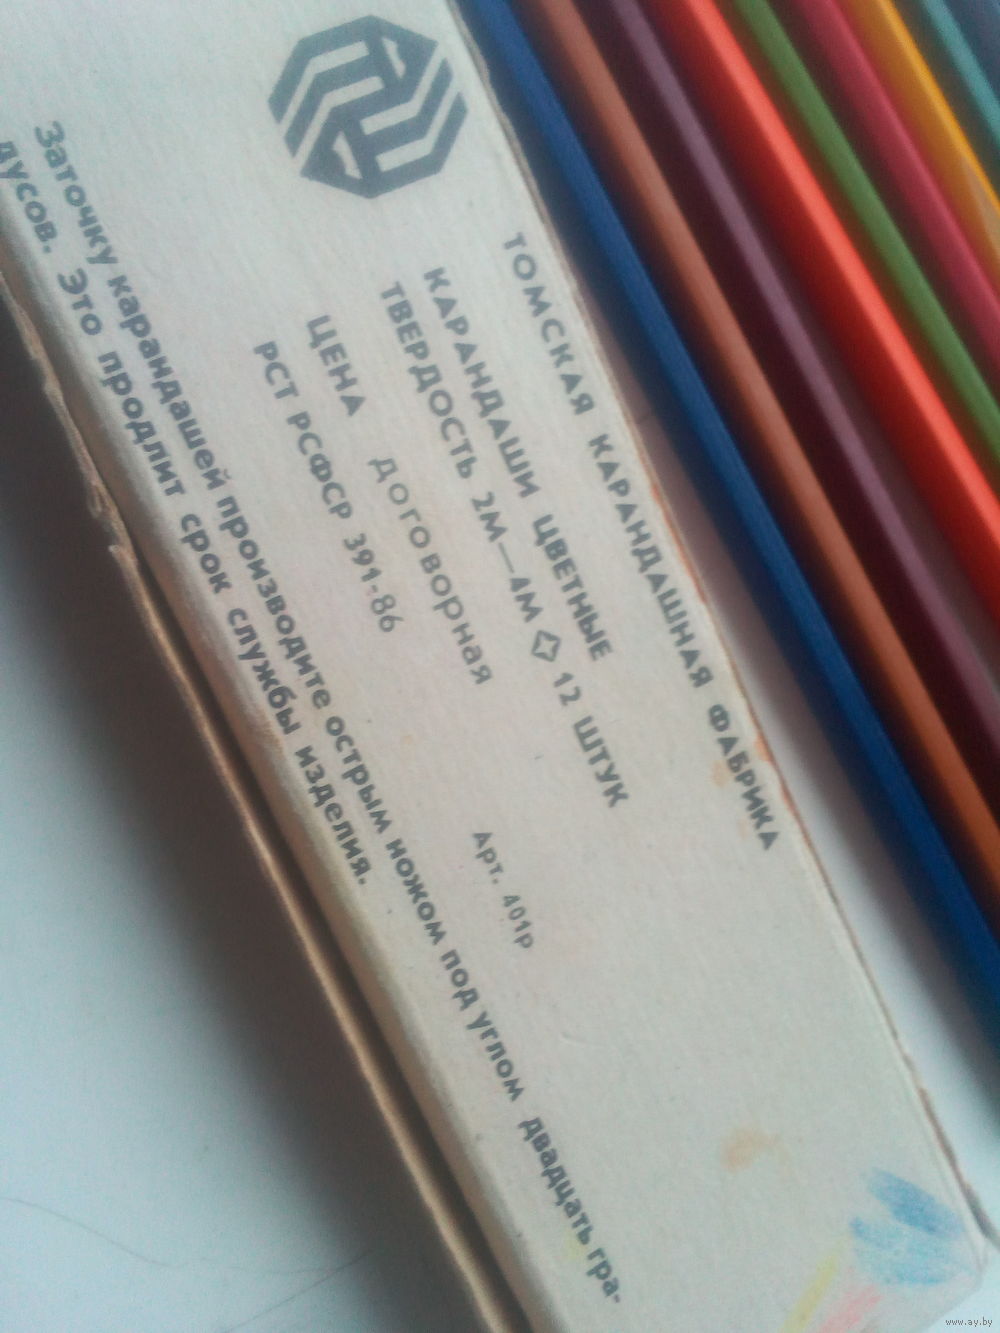 ТОМСКАЯ КАРАНДАШНАЯ ФАБРИКА
КАРАНДАШИ ЦВЕТНЫЕ
ТВЕРДОСТЬ 2М—4М 12 ШТУК
ЦЕНА договорная
РСТ РСФСР 391-86
Арт. 401р
Заточку карандашей производите острым ножом под углом двадцать гра-
дусов. Это продлит срок службы изделия.
www.ay.by